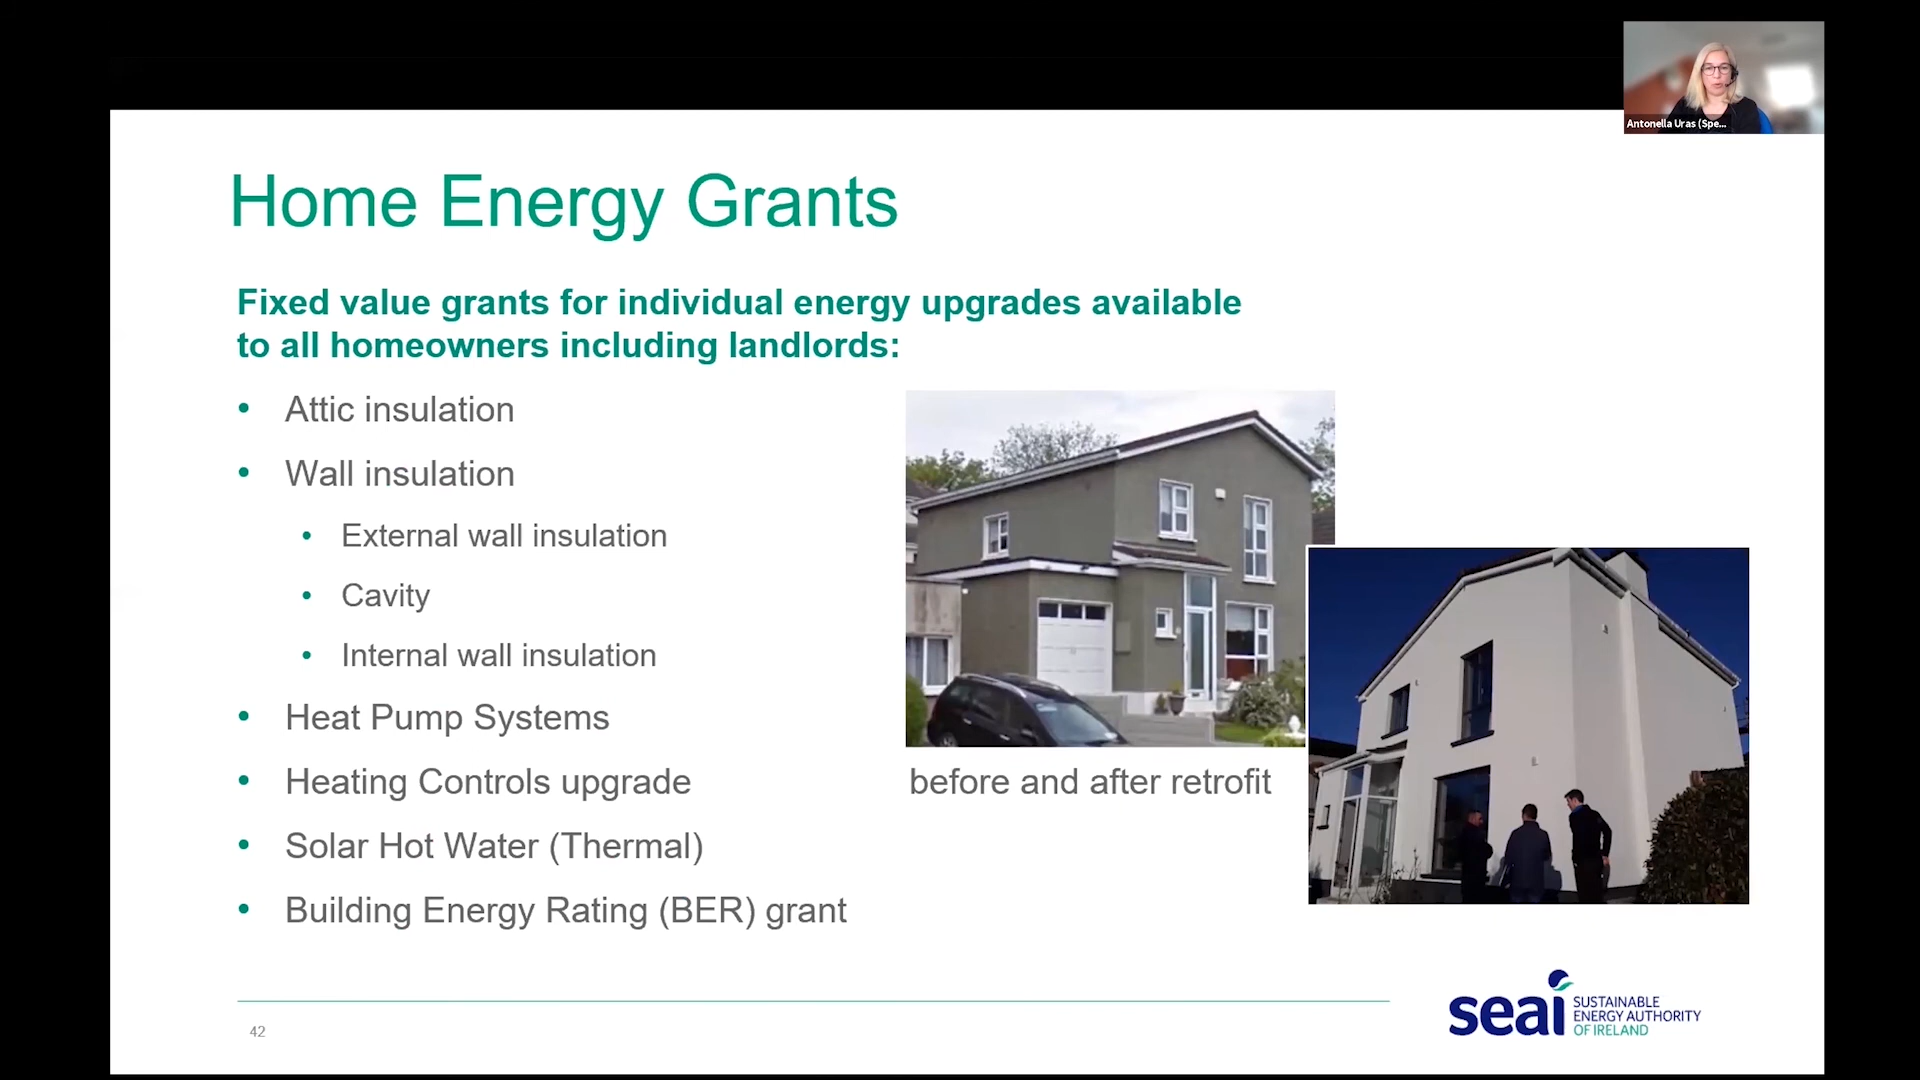 Antonella Uras (Spe...
Home Energy Grants
Fixed value grants for individual energy upgrades available
to all homeowners including landlords:
• Attic insulation
• Wall insulation
• External wall insulation
• Cavity
• Internal wall insulation
• Heat Pump Systems
• Heating Controls upgrade
• Solar Hot Water (Thermal)
• Building Energy Rating (BER) grant
before and after retrofit
42
seai
SUSTAINABLE
ENERGY AUTHORITY
OF IRELAND